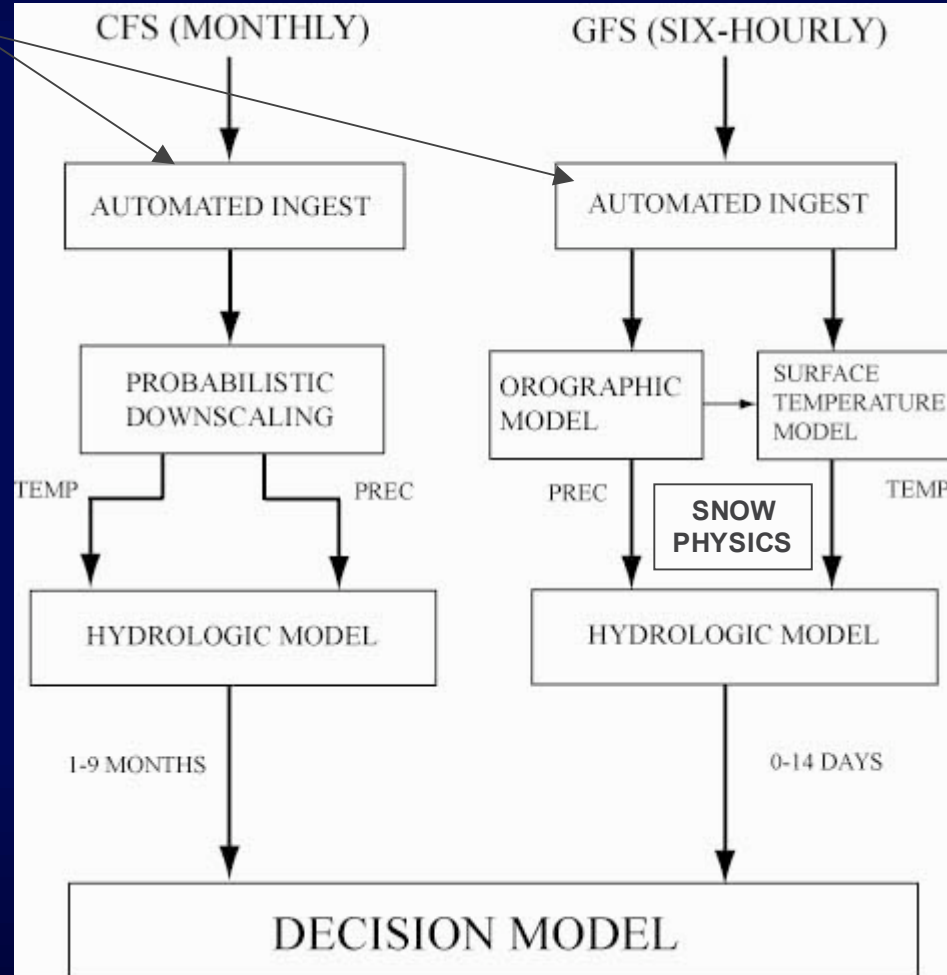 CFS (MONTHLY)
GFS (SIX-HOURLY)
AUTOMATED INGEST
AUTOMATED INGEST
PROBABILISTIC
DOWNSCALING
OROGRAPHIC
MODEL
SURFACE
TEMPERATURE
MODEL
TEMP
PREC
PREC
TEMP
SNOW
PHYSICS
HYDROLOGIC MODEL
HYDROLOGIC MODEL
1-9 MONTHS
0-14 DAYS
DECISION MODEL